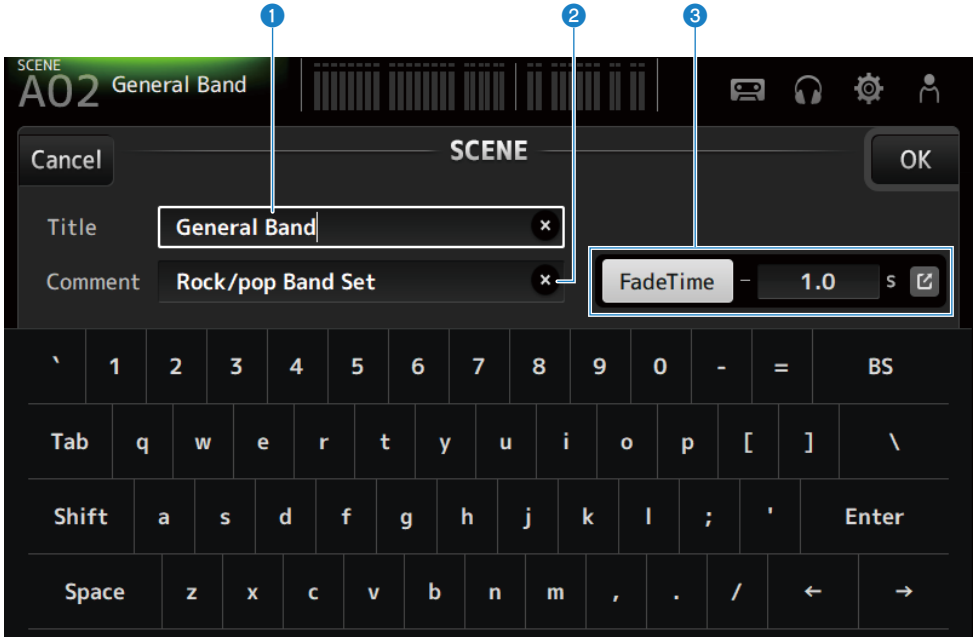 1 2 3
SCENE
A02 General Band
Cancel SCENE OK
Title General Band ×
Comment Rock/pop Band Set × FadeTime – 1.0 s
` 1 2 3 4 5 6 7 8 9 0 - = BS
Tab q w e r t y u i o p [ ] \
Shift a s d f g h j k l ; ' Enter
Space z x c v b n m , . / ← →